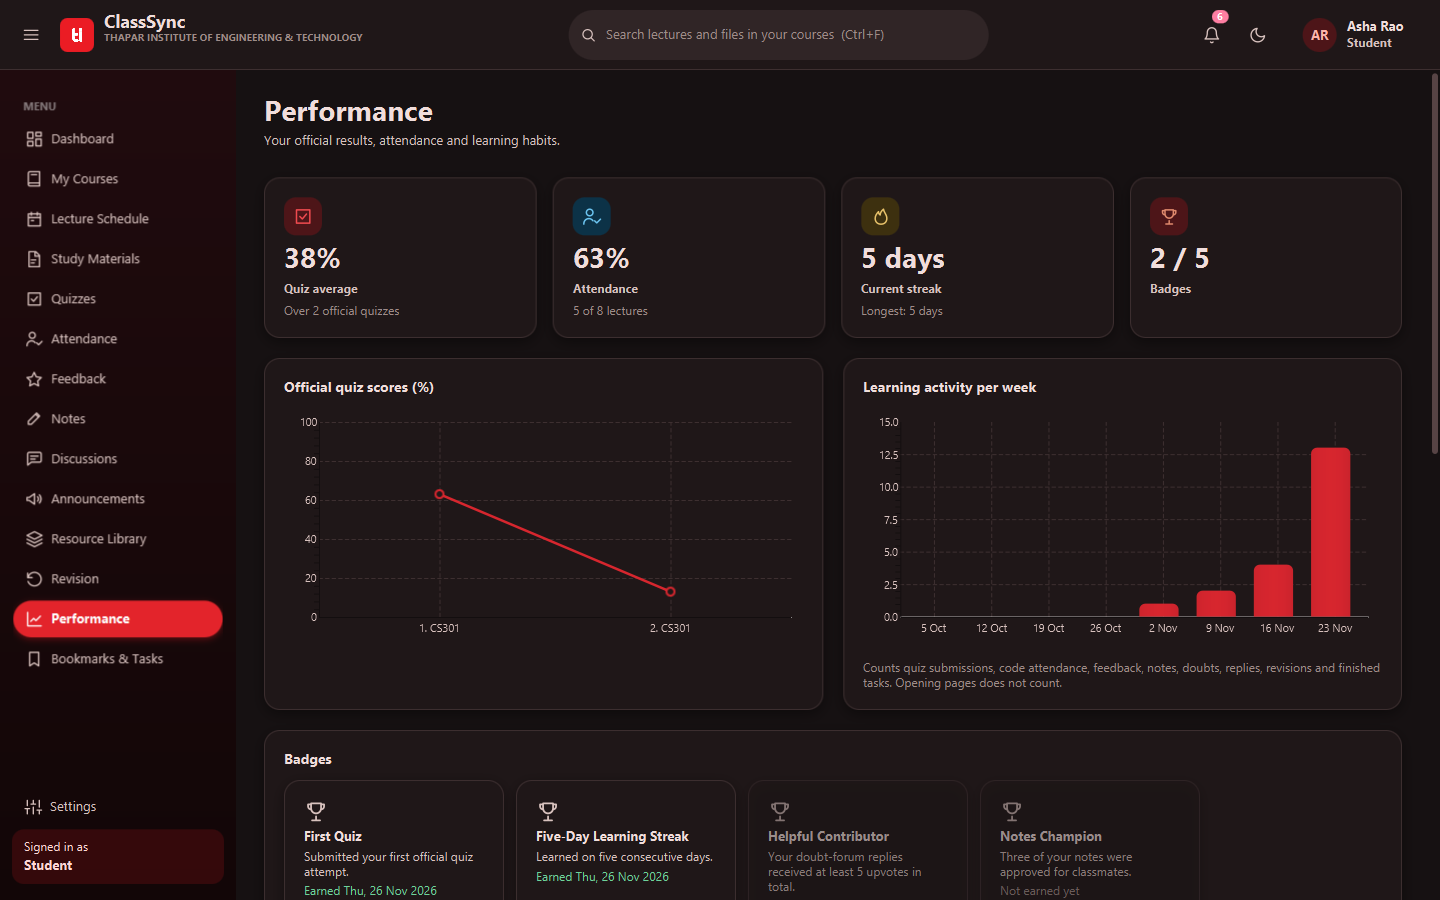 ClassSync
THAPAR INSTITUTE OF ENGINEERING & TECHNOLOGY
Search lectures and files in your courses (Ctrl+F)
6
AR
Asha Rao
Student
MENU
Dashboard
My Courses
Lecture Schedule
Study Materials
Quizzes
Attendance
Feedback
Notes
Discussions
Announcements
Resource Library
Revision
Performance
Bookmarks & Tasks
Settings
Signed in as
Student
Performance
Your official results, attendance and learning habits.
38%
Quiz average
Over 2 official quizzes
63%
Attendance
5 of 8 lectures
5 days
Current streak
Longest: 5 days
2 / 5
Badges
Official quiz scores (%)
100
80
60
40
20
0
1. CS301
2. CS301
Learning activity per week
15.0
12.5
10.0
7.5
5.0
2.5
0.0
5 Oct
12 Oct
19 Oct
26 Oct
2 Nov
9 Nov
16 Nov
23 Nov
Counts quiz submissions, code attendance, feedback, notes, doubts, replies, revisions and finished
tasks. Opening pages does not count.
Badges
First Quiz
Submitted your first official quiz
attempt.
Earned Thu, 26 Nov 2026
Five-Day Learning Streak
Learned on five consecutive days.
Earned Thu, 26 Nov 2026
Helpful Contributor
Your doubt-forum replies
received at least 5 upvotes in
total.
Notes Champion
Three of your notes were
approved for classmates.
Not earned yet